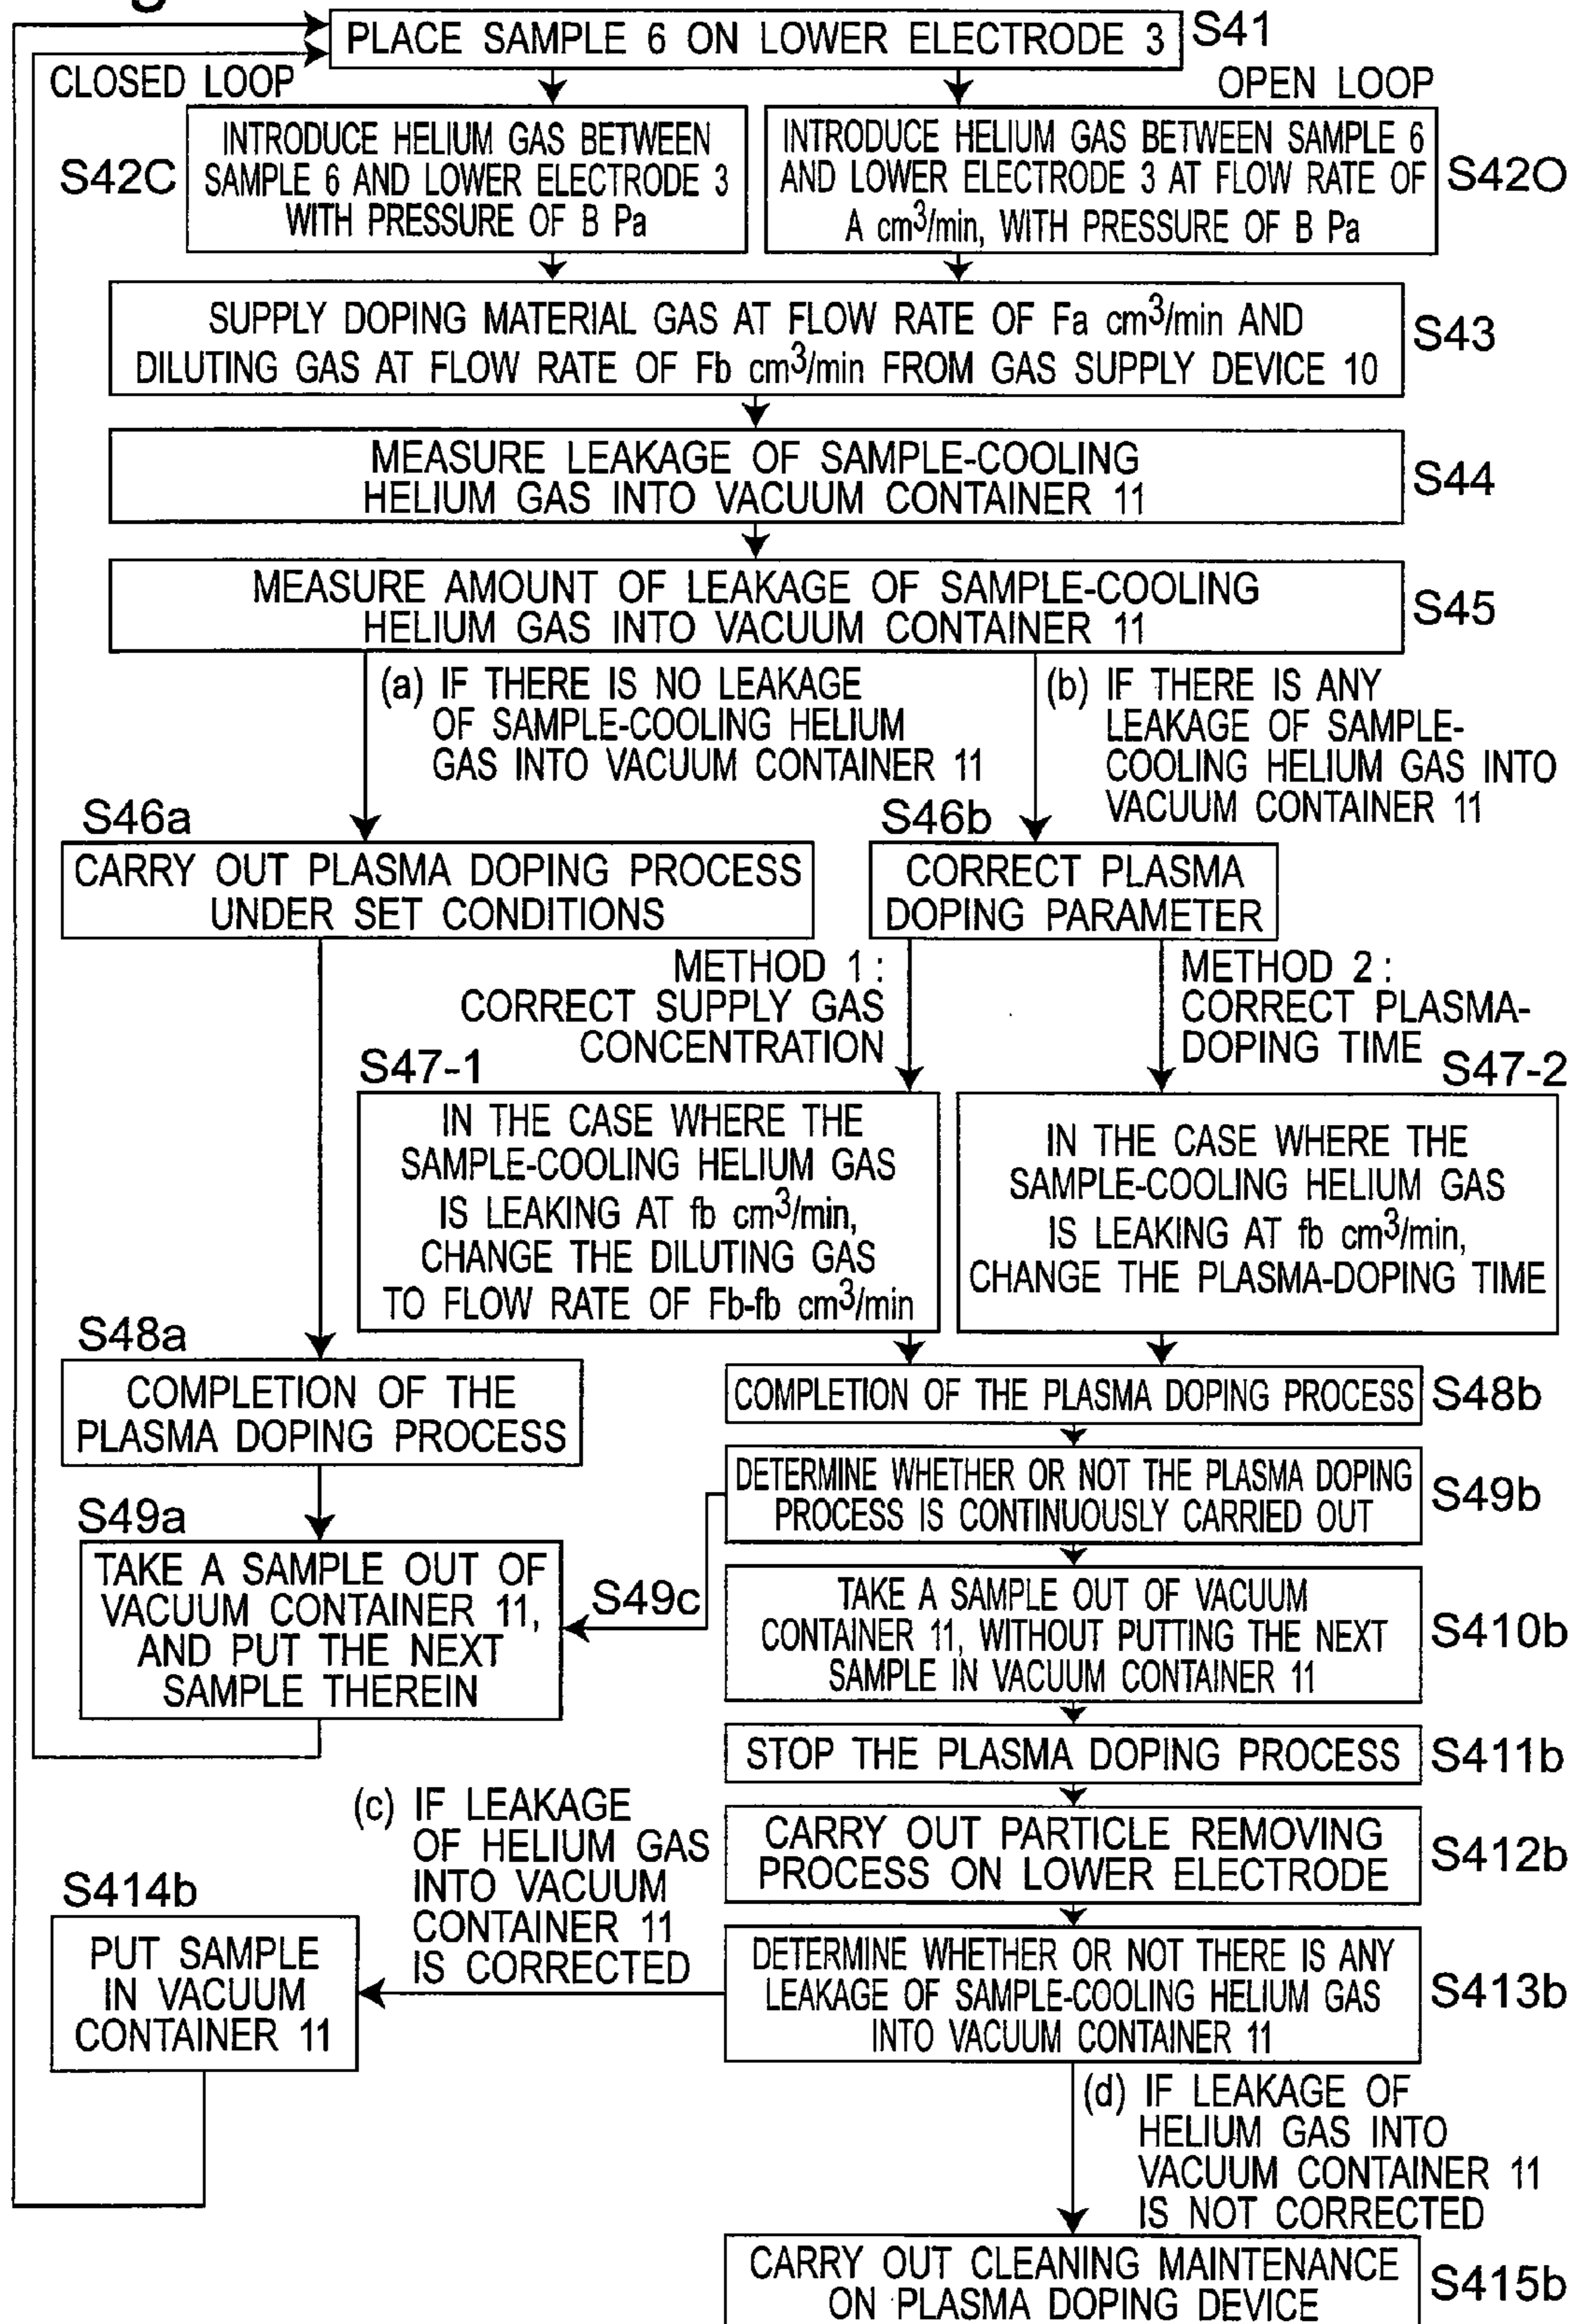 PLACE SAMPLE 6 ON LOWER ELECTRODE 3
S41
CLOSED LOOP
OPEN LOOP
S42C
INTRODUCE HELIUM GAS BETWEEN
SAMPLE 6 AND LOWER ELECTRODE 3
WITH PRESSURE OF B Pa
INTRODUCE HELIUM GAS BETWEEN SAMPLE 6
AND LOWER ELECTRODE 3 AT FLOW RATE OF
A cm³/min, WITH PRESSURE OF B Pa
S42O
SUPPLY DOPING MATERIAL GAS AT FLOW RATE OF Fa cm³/min AND
DILUTING GAS AT FLOW RATE OF Fb cm³/min FROM GAS SUPPLY DEVICE 10
S43
MEASURE LEAKAGE OF SAMPLE-COOLING
HELIUM GAS INTO VACUUM CONTAINER 11
S44
MEASURE AMOUNT OF LEAKAGE OF SAMPLE-COOLING
HELIUM GAS INTO VACUUM CONTAINER 11
S45
(a) IF THERE IS NO LEAKAGE
OF SAMPLE-COOLING HELIUM
GAS INTO VACUUM CONTAINER 11
(b) IF THERE IS ANY
LEAKAGE OF SAMPLE-
COOLING HELIUM GAS INTO
VACUUM CONTAINER 11
S46a
CARRY OUT PLASMA DOPING PROCESS
UNDER SET CONDITIONS
S46b
CORRECT PLASMA
DOPING PARAMETER
METHOD 1 :
CORRECT SUPPLY GAS
CONCENTRATION
METHOD 2 :
CORRECT PLASMA-
DOPING TIME
S47-1
IN THE CASE WHERE THE
SAMPLE-COOLING HELIUM GAS
IS LEAKING AT fb cm³/min,
CHANGE THE DILUTING GAS
TO FLOW RATE OF Fb-fb cm³/min
S47-2
IN THE CASE WHERE THE
SAMPLE-COOLING HELIUM GAS
IS LEAKING AT fb cm³/min,
CHANGE THE PLASMA-DOPING TIME
S48a
COMPLETION OF THE
PLASMA DOPING PROCESS
COMPLETION OF THE PLASMA DOPING PROCESS
S48b
DETERMINE WHETHER OR NOT THE PLASMA DOPING
PROCESS IS CONTINUOUSLY CARRIED OUT
S49b
S49a
TAKE A SAMPLE OUT OF
VACUUM CONTAINER 11,
AND PUT THE NEXT
SAMPLE THEREIN
S49c
TAKE A SAMPLE OUT OF VACUUM
CONTAINER 11, WITHOUT PUTTING THE NEXT
SAMPLE IN VACUUM CONTAINER 11
S410b
STOP THE PLASMA DOPING PROCESS
S411b
CARRY OUT PARTICLE REMOVING
PROCESS ON LOWER ELECTRODE
S412b
(c) IF LEAKAGE
OF HELIUM GAS
INTO VACUUM
CONTAINER 11
IS CORRECTED
S414b
PUT SAMPLE
IN VACUUM
CONTAINER 11
DETERMINE WHETHER OR NOT THERE IS ANY
LEAKAGE OF SAMPLE-COOLING HELIUM GAS
INTO VACUUM CONTAINER 11
S413b
(d) IF LEAKAGE OF
HELIUM GAS INTO
VACUUM CONTAINER 11
IS NOT CORRECTED
CARRY OUT CLEANING MAINTENANCE
ON PLASMA DOPING DEVICE
S415b